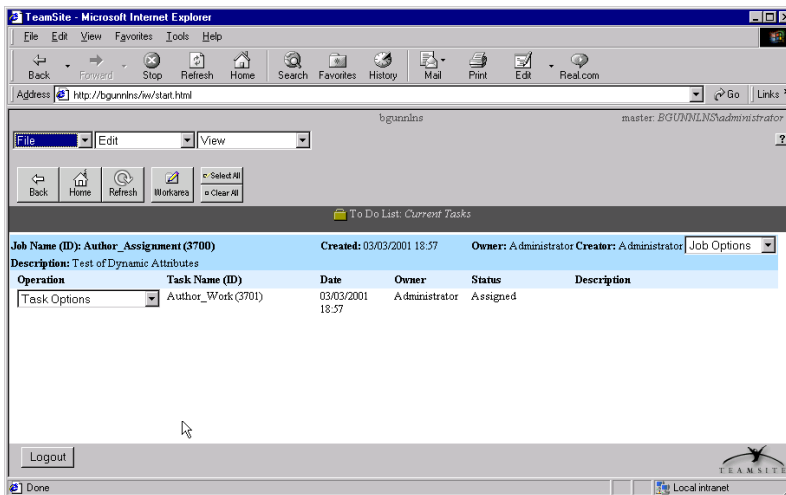 TeamSite - Microsoft Internet Explorer
File Edit View Favorites Tools Help
Back Forward Stop Refresh Home Search Favorites History Mail Print Edit Real.com
Address http://bgunnlns/iw/start.html Go Links
bgunnlns master: BGUNNLNS\administrator
File Edit View ?
Back Home Refresh Workarea Select All
Clear All
To Do List: Current Tasks
Job Name (ID): Author_Assignment (3700) Created: 03/03/2001 18:57 Owner: Administrator Creator: Administrator Job Options
Description: Test of Dynamic Attributes
Operation Task Name (ID) Date Owner Status Description
Task Options Author_Work (3701) 03/03/2001 Administrator Assigned
18:57
Logout
TEAMSITE
Done Local intranet